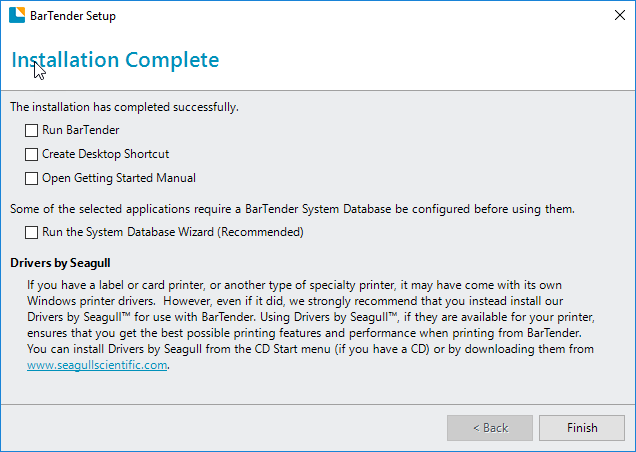 BarTender Setup
Installation Complete
The installation has completed successfully.
Run BarTender
Create Desktop Shortcut
Open Getting Started Manual
Some of the selected applications require a BarTender System Database be configured before using them.
Run the System Database Wizard (Recommended)
Drivers by Seagull
If you have a label or card printer, or another type of specialty printer, it may have come with its own
Windows printer drivers.  However, even if it did, we strongly recommend that you instead install our
Drivers by Seagull™ for use with BarTender. Using Drivers by Seagull™, if they are available for your printer,
ensures that you get the best possible printing features and performance when printing from BarTender.
You can install Drivers by Seagull from the CD Start menu (if you have a CD) or by downloading them from
www.seagullscientific.com.
< Back
Finish